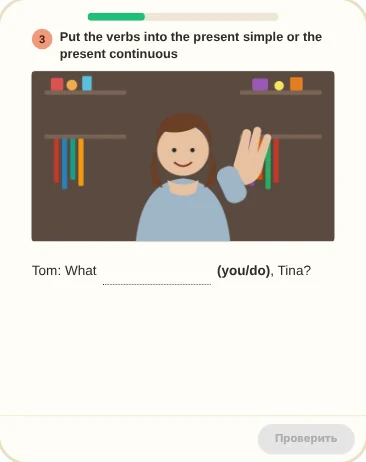 3
Put the verbs into the present simple or the
present continuous
Tom: What (you/do), Tina?
Проверить